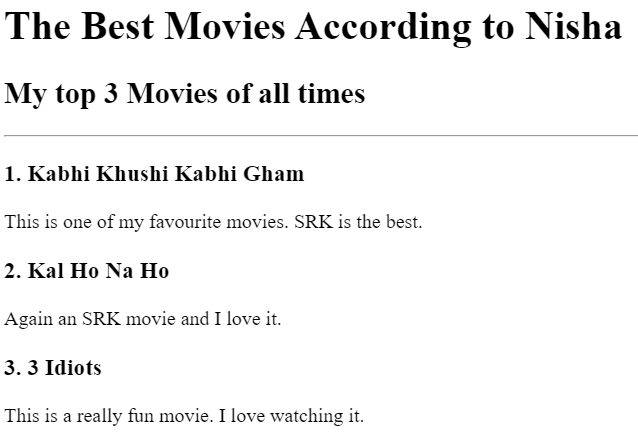 The Best Movies According to Nisha
My top 3 Movies of all times
1. Kabhi Khushi Kabhi Gham
This is one of my favourite movies. SRK is the best.
2. Kal Ho Na Ho
Again an SRK movie and I love it.
3. 3 Idiots
This is a really fun movie. I love watching it.